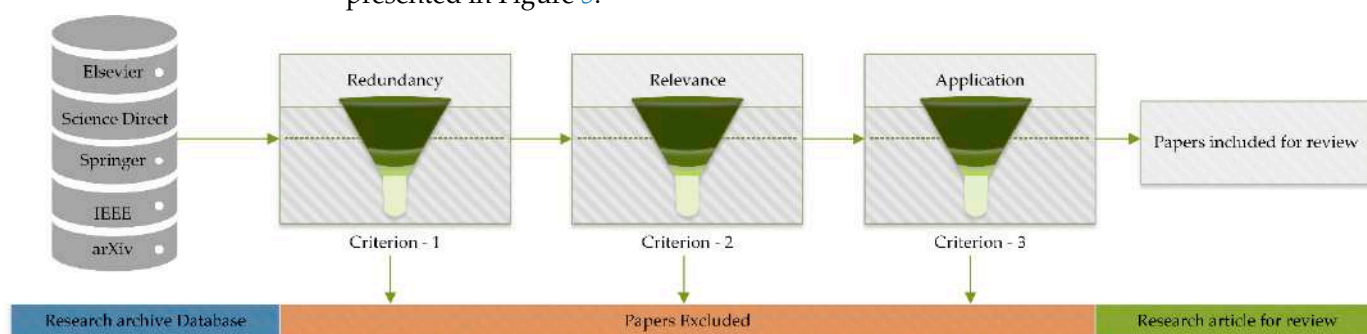 presented in Figure 3.
Elsevier
Science Direct
Springer
IEEE
arXiv
Redundancy
Criterion - 1
Relevance
Criterion - 2
Application
Criterion - 3
Papers included for review
Research archive Database
Papers Excluded
Research article for review